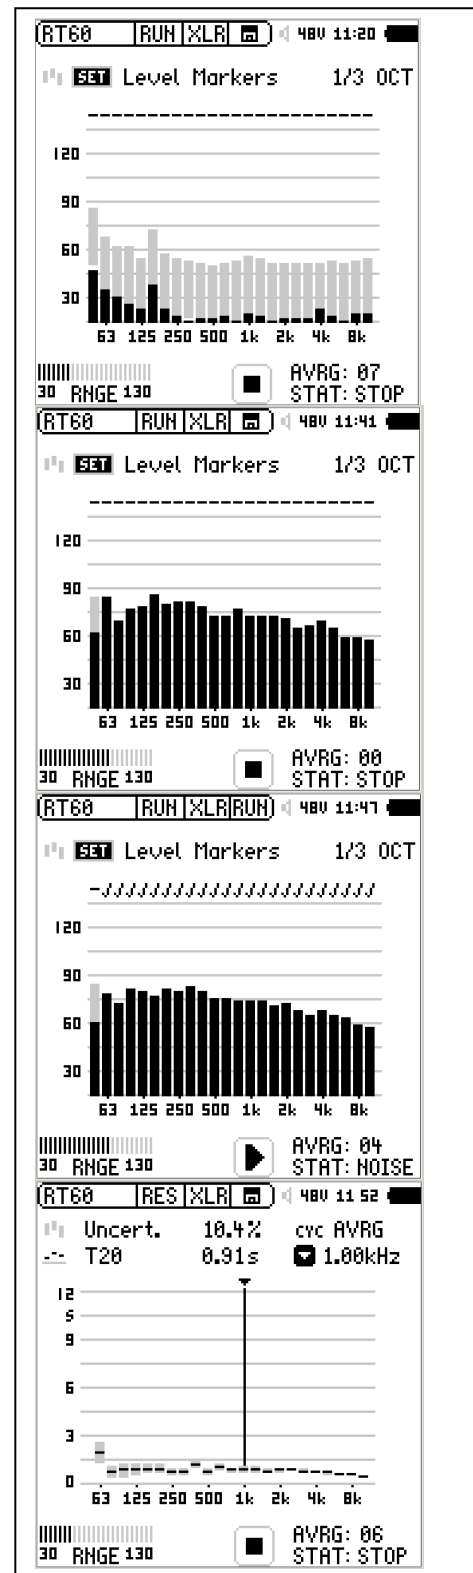 RT60 RUN XLR 48V 11:20
SET Level Markers 1/3 OCT
120
90
60
30
63 125 250 500 1k 2k 4k 8k
AVRG: 07
30 RNGE 130 STAT: STOP
RT60 RUN XLR 48V 11:41
SET Level Markers 1/3 OCT
120
90
60
30
63 125 250 500 1k 2k 4k 8k
AVRG: 00
30 RNGE 130 STAT: STOP
RT60 RUN XLR RUN 48V 11:47
SET Level Markers 1/3 OCT
120
90
60
30
63 125 250 500 1k 2k 4k 8k
AVRG: 04
30 RNGE 130 STAT: NOISE
RT60 RES XLR 48V 11 52
Uncert. 10.4% cyc AVRG
T20 0.91s 1.00kHz
12
s
9
6
3
0
63 125 250 500 1k 2k 4k 8k
AVRG: 06
30 RNGE 130 STAT: STOP